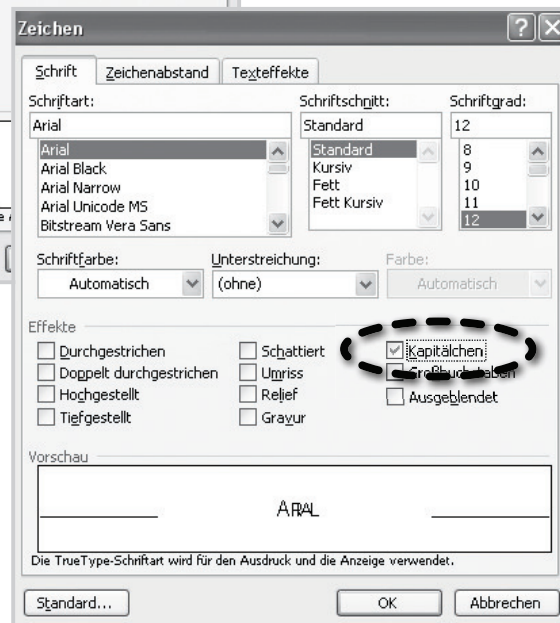 Zeichen
Schrift Zeichenabstand Texteffekte
Schriftart: Schriftschnitt: Schriftgrad:
Arial Standard 12
Arial Standard 8
Arial Black Kursiv 9
Arial Narrow Fett 10
Arial Unicode MS Fett Kursiv 11
Bitstream Vera Sans 12
Schriftfarbe: Unterstreichung: Farbe:
Automatisch (ohne) Automatisch
Effekte
Durchgestrichen Schattiert Kapitälchen
Doppelt durchgestrichen Umriss Großbuchstaben
Hochgestellt Relief Ausgeblendet
Tiefgestellt Gravur
Vorschau
ARIAL
Die TrueType-Schriftart wird für den Ausdruck und die Anzeige verwendet.
Standard... OK Abbrechen